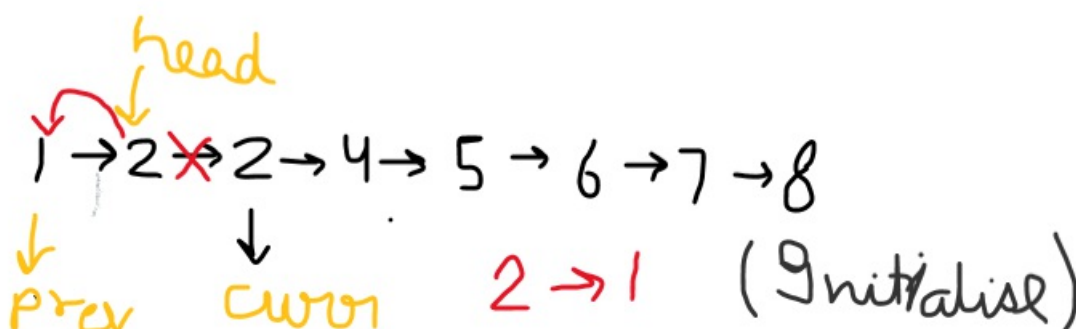 head
1 → 2 → 2 → 4 → 5 → 6 → 7 → 8
prev curr 2 → 1 (Initialise)